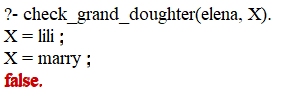 ?- check_grand_doughter(elena, X).
X = lili ;
X = marry ;
false.